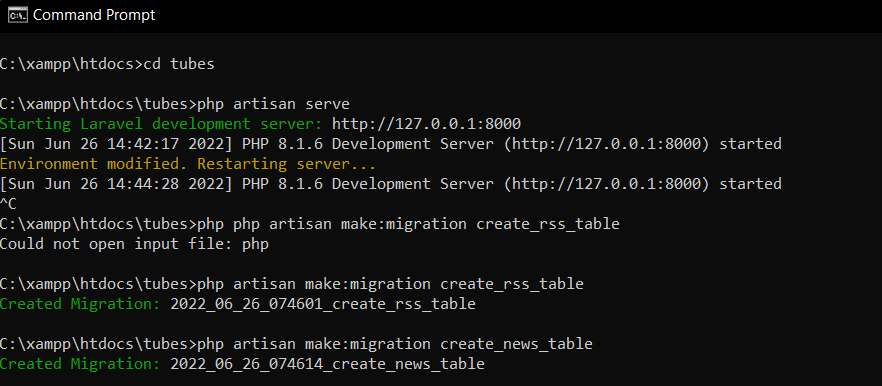 Command Prompt
C:\xampp\htdocs>cd tubes
C:\xampp\htdocs\tubes>php artisan serve
Starting Laravel development server: http://127.0.0.1:8000
[Sun Jun 26 14:42:17 2022] PHP 8.1.6 Development Server (http://127.0.0.1:8000) started
Environment modified. Restarting server...
[Sun Jun 26 14:44:28 2022] PHP 8.1.6 Development Server (http://127.0.0.1:8000) started
^C
C:\xampp\htdocs\tubes>php php artisan make:migration create_rss_table
Could not open input file: php
C:\xampp\htdocs\tubes>php artisan make:migration create_rss_table
Created Migration: 2022_06_26_074601_create_rss_table
C:\xampp\htdocs\tubes>php artisan make:migration create_news_table
Created Migration: 2022_06_26_074614_create_news_table